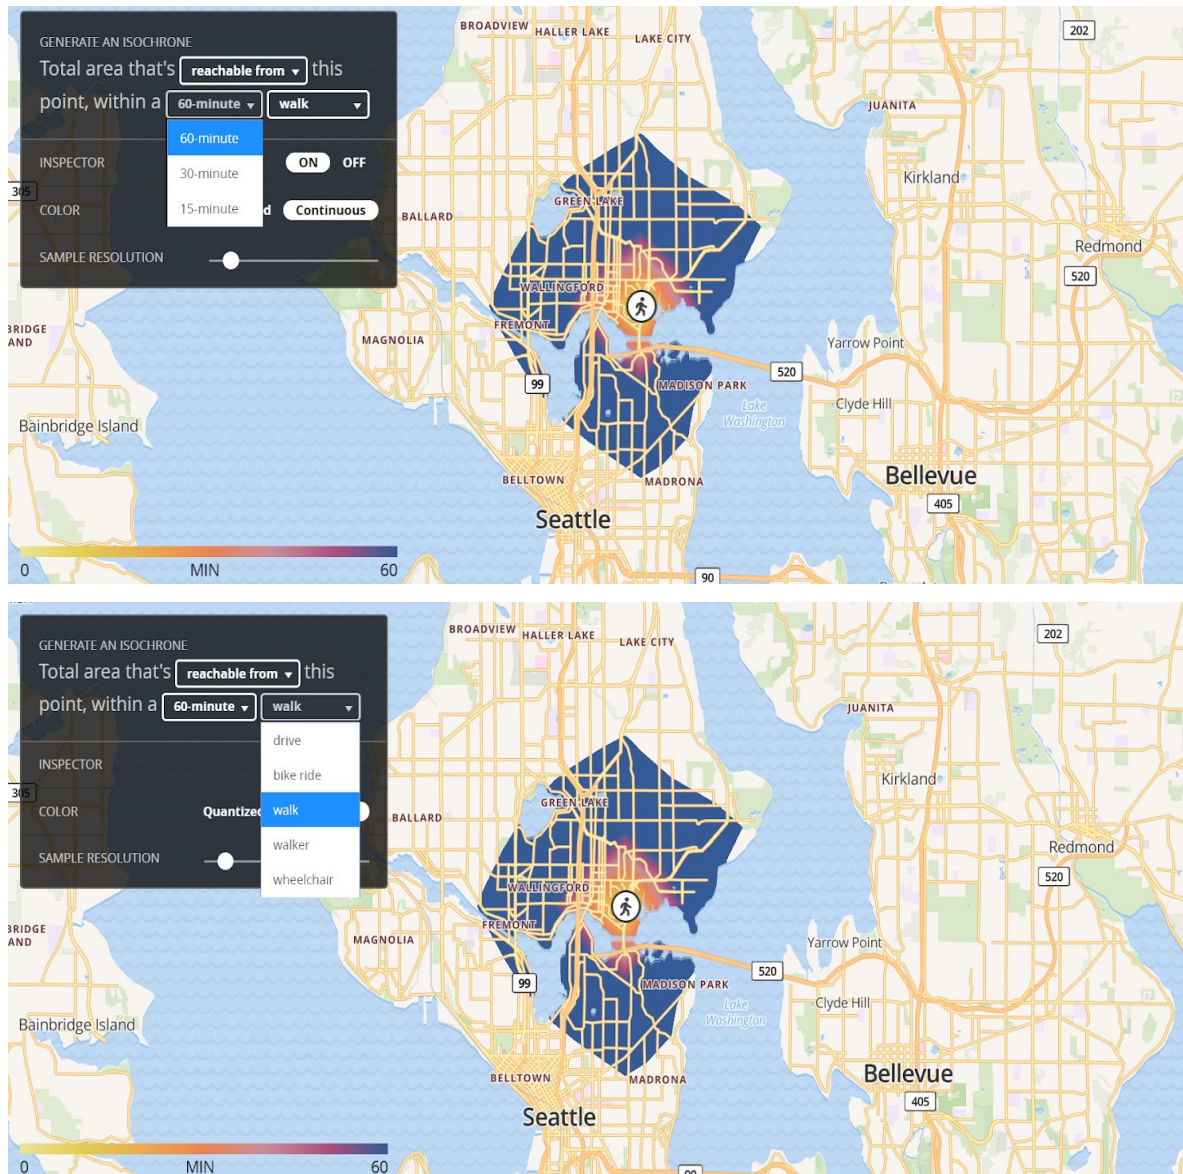 GENERATE AN ISOCHRONE
Total area that's reachable from this
point, within a 60-minute walk
60-minute
30-minute
15-minute
INSPECTOR
ON OFF
COLOR
Continuous
SAMPLE RESOLUTION
305
BROADVIEW
HALLER LAKE
LAKE CITY
202
JUANITA
Kirkland
GREEN LAKE
BALLARD
Redmond
520
WALLINGFORD
BRIDGE
AND
FREMONT
MAGNOLIA
Yarrow Point
520
99
MADISON PARK
Lake
Washington
Clyde Hill
Bainbridge Island
BELLTOWN
MADRONA
Bellevue
405
Seattle
90
0 MIN 60
GENERATE AN ISOCHRONE
Total area that's reachable from this
point, within a 60-minute walk
drive
bike ride
walk
walker
wheelchair
INSPECTOR
COLOR
Quantized
SAMPLE RESOLUTION
305
BROADVIEW
HALLER LAKE
LAKE CITY
202
JUANITA
Kirkland
GREEN LAKE
BALLARD
Redmond
520
WALLINGFORD
BRIDGE
AND
FREMONT
MAGNOLIA
Yarrow Point
520
99
MADISON PARK
Lake
Washington
Clyde Hill
Bainbridge Island
BELLTOWN
MADRONA
Bellevue
405
Seattle
0 MIN 60